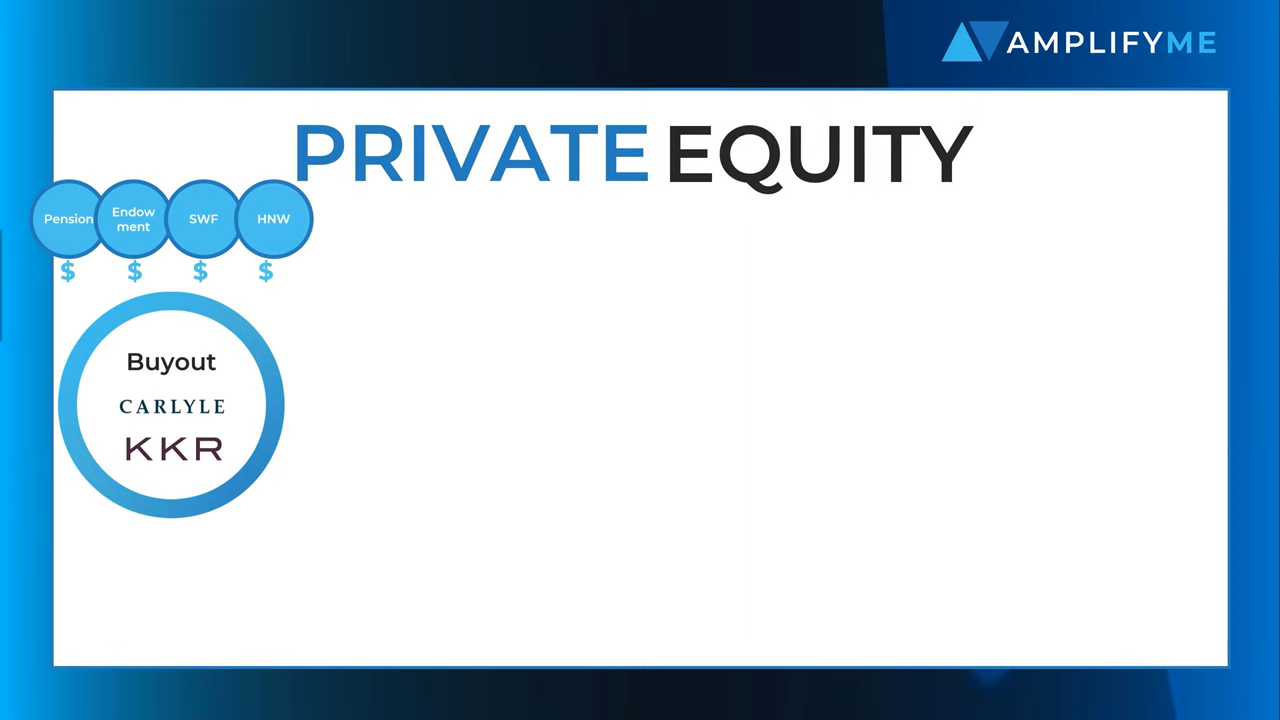 AMPLIFYME
PRIVATE EQUITY
Pension
Endow
ment
SWF
HNW
$ $ $ $
Buyout
CARLYLE
KKR